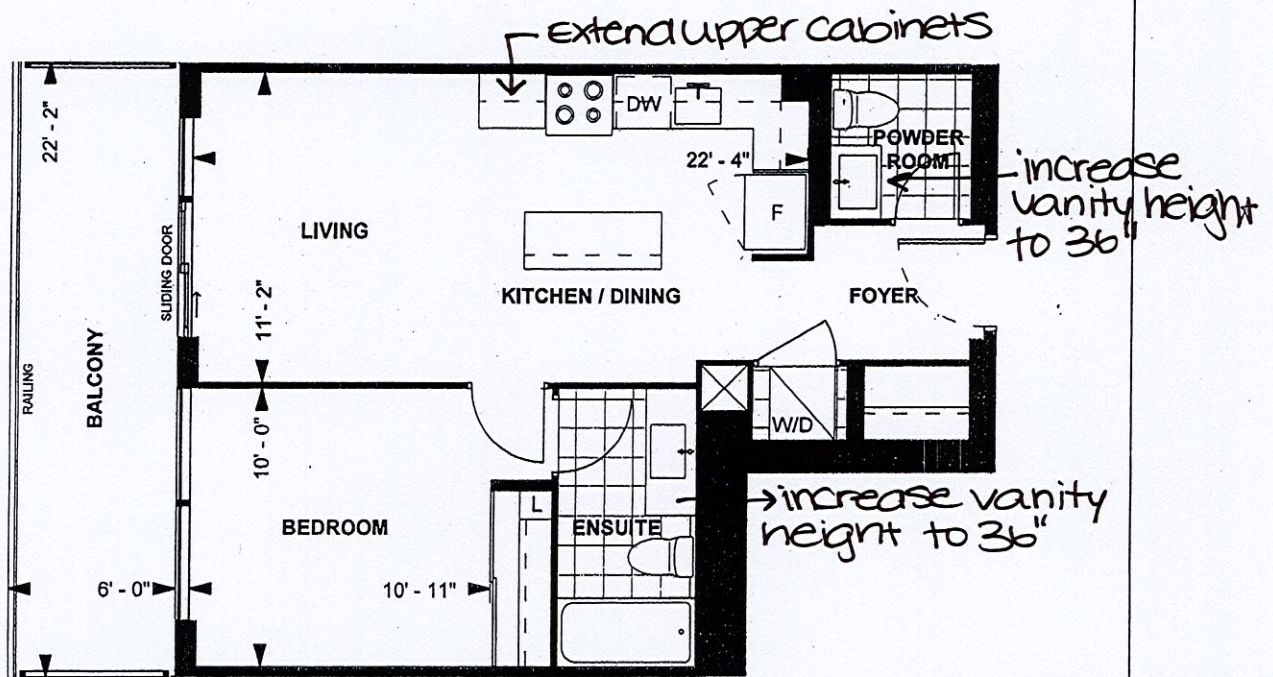 Extend upper cabinets
22' - 2"
DW
POWDER
ROOM
22' - 4"
increase
vanity height
to 36"
F
LIVING
SLIDING DOOR
KITCHEN / DINING
FOYER
11' - 2"
RAILING
BALCONY
W/D
10' - 0"
increase vanity
height to 36"
BEDROOM
L
ENSUITE
6' - 0"
10' - 11"